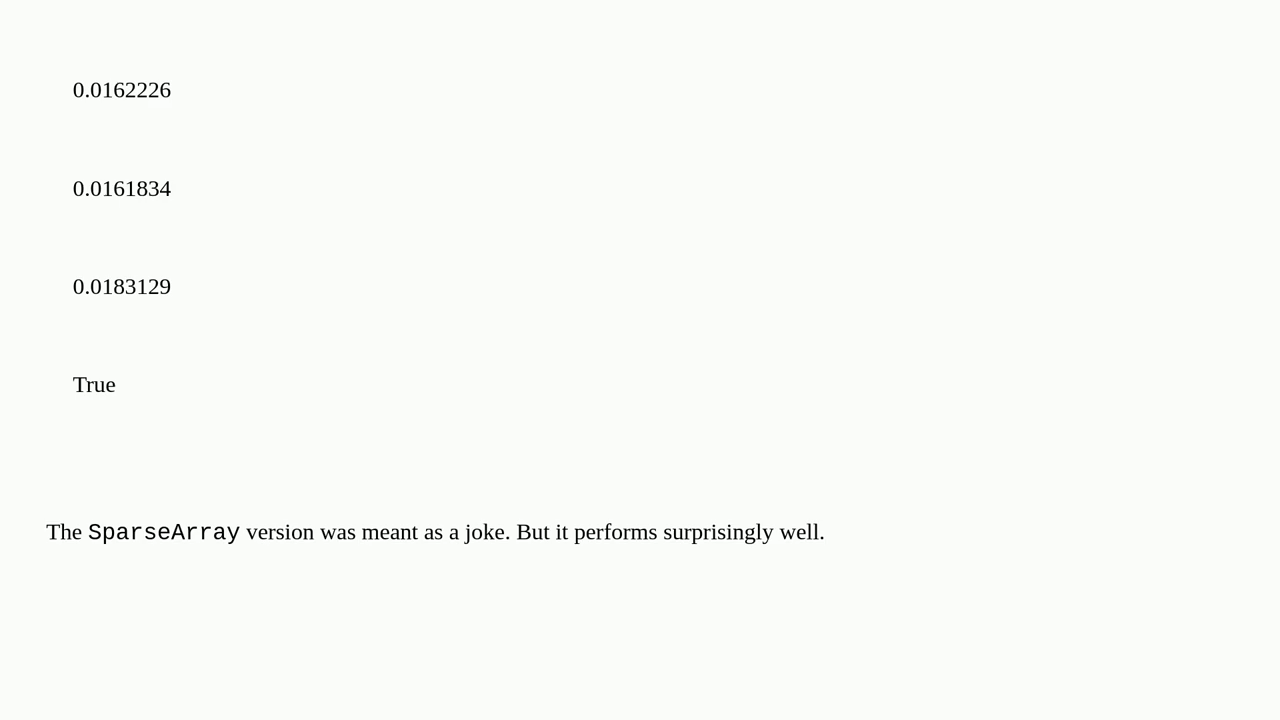 0.0162226
0.0161834
0.0183129
True
The SparseArray version was meant as a joke. But it performs surprisingly well.